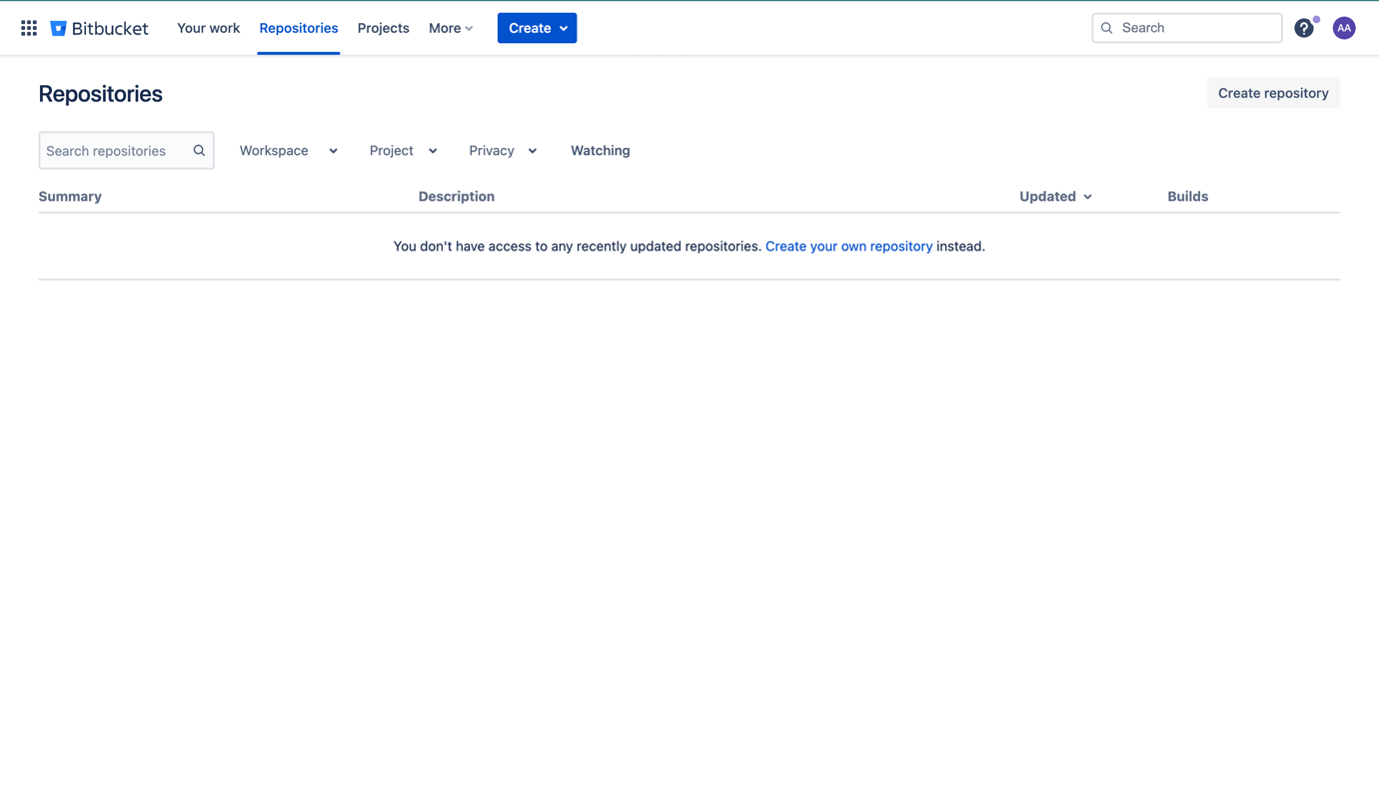 Bitbucket Your work Repositories Projects More Create Search ? AA
Repositories Create repository
Search repositories Workspace Project Privacy Watching
Summary Description Updated Builds
You don't have access to any recently updated repositories. Create your own repository instead.